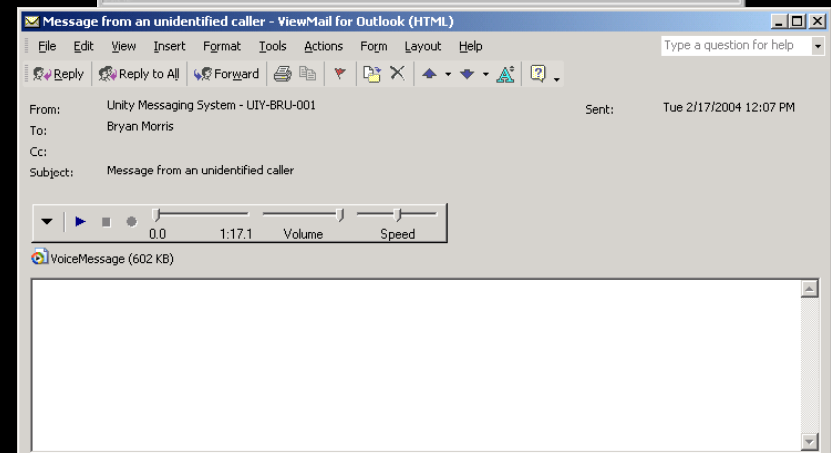 Message from an unidentified caller - ViewMail for Outlook (HTML)
File Edit View Insert Format Tools Actions Form Layout Help Type a question for help
Reply Reply to All Forward
From: Unity Messaging System - UIY-BRU-001 Sent: Tue 2/17/2004 12:07 PM
To: Bryan Morris
Cc:
Subject: Message from an unidentified caller
0.0 1:17.1 Volume Speed
VoiceMessage (602 KB)